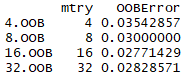 mtry OOBError
4.OOB 4 0.03542857
8.OOB 8 0.03000000
16.OOB 16 0.02771429
32.OOB 32 0.02828571